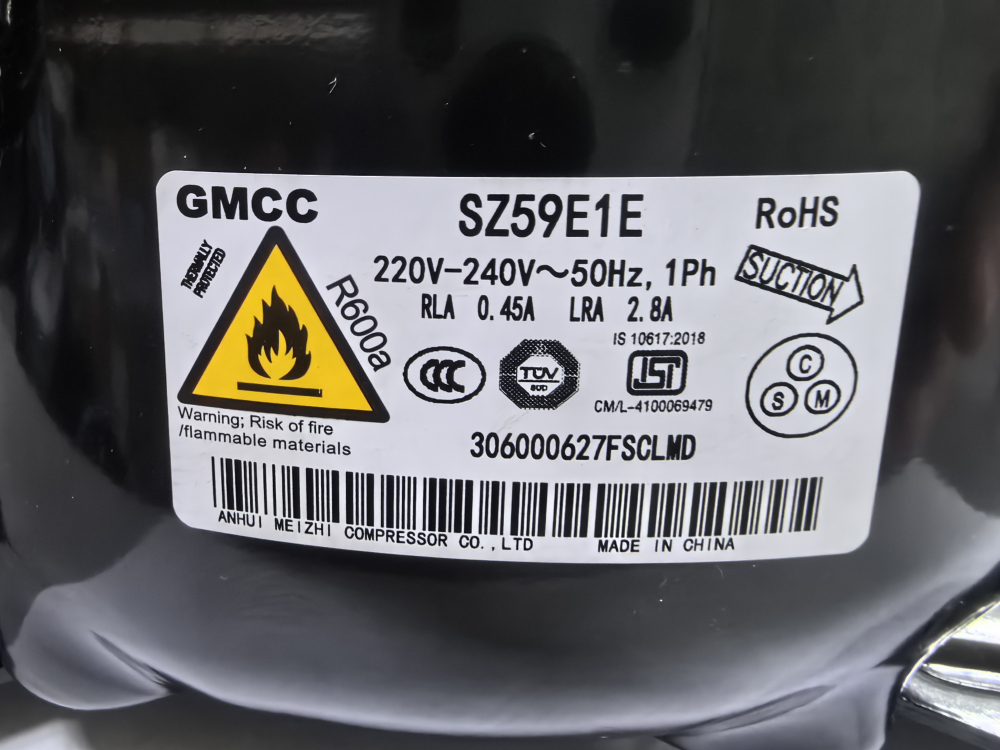 GMCC
SZ59E1E
RoHS
THERMALLY
PROTECTED
R600a
220V-240V～50Hz, 1Ph
SUCTION
RLA 0.45A LRA 2.8A
IS 10617:2018
CCC
TÜV
SÜD
ISI
CM/L-4100069479
C
S M
Warning; Risk of fire
/flammable materials
306000627FSCLMD
ANHUI MEIZHI COMPRESSOR CO.,LTD MADE IN CHINA